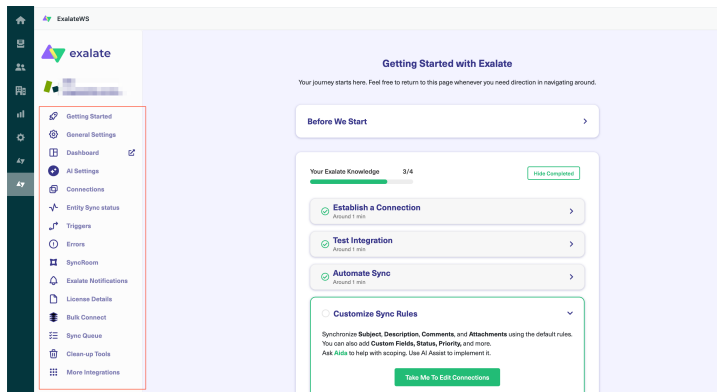 ExalateWS
exalate
Getting Started
General Settings
Dashboard
AI Settings
Connections
Entity Sync status
Triggers
Errors
SyncRoom
Exalate Notifications
License Details
Bulk Connect
Sync Queue
Clean-up Tools
More Integrations
Getting Started with Exalate
Your journey starts here. Feel free to return to this page whenever you need direction in navigating around.
Before We Start
Your Exalate Knowledge 3/4
Hide Completed
Establish a Connection
Around 1 min
Test Integration
Around 1 min
Automate Sync
Around 1 min
Customize Sync Rules
Synchronize Subject, Description, Comments, and Attachments using the default rules.
You can also add Custom Fields, Status, Priority, and more.
Ask Aida to help with scoping. Use AI Assist to implement it.
Take Me To Edit Connections